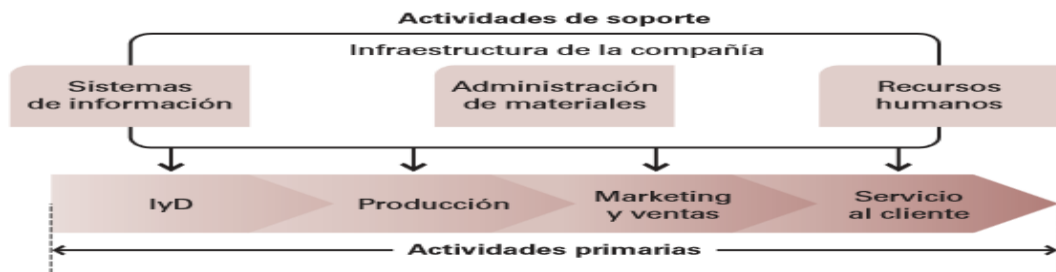 Actividades de soporte
Infraestructura de la compañía
Sistemas
de información
Administración
de materiales
Recursos
humanos
IyD
Producción
Marketing
y ventas
Servicio
al cliente
Actividades primarias